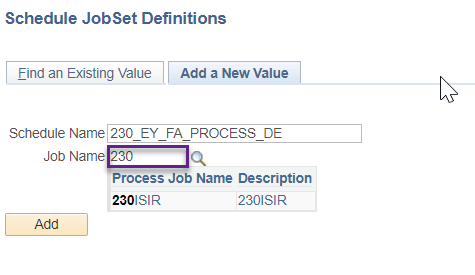 Schedule JobSet Definitions
Find an Existing Value
Add a New Value
Schedule Name 230_EY_FA_PROCESS_DE
Job Name 230
Process Job Name Description
230ISIR 230ISIR
Add